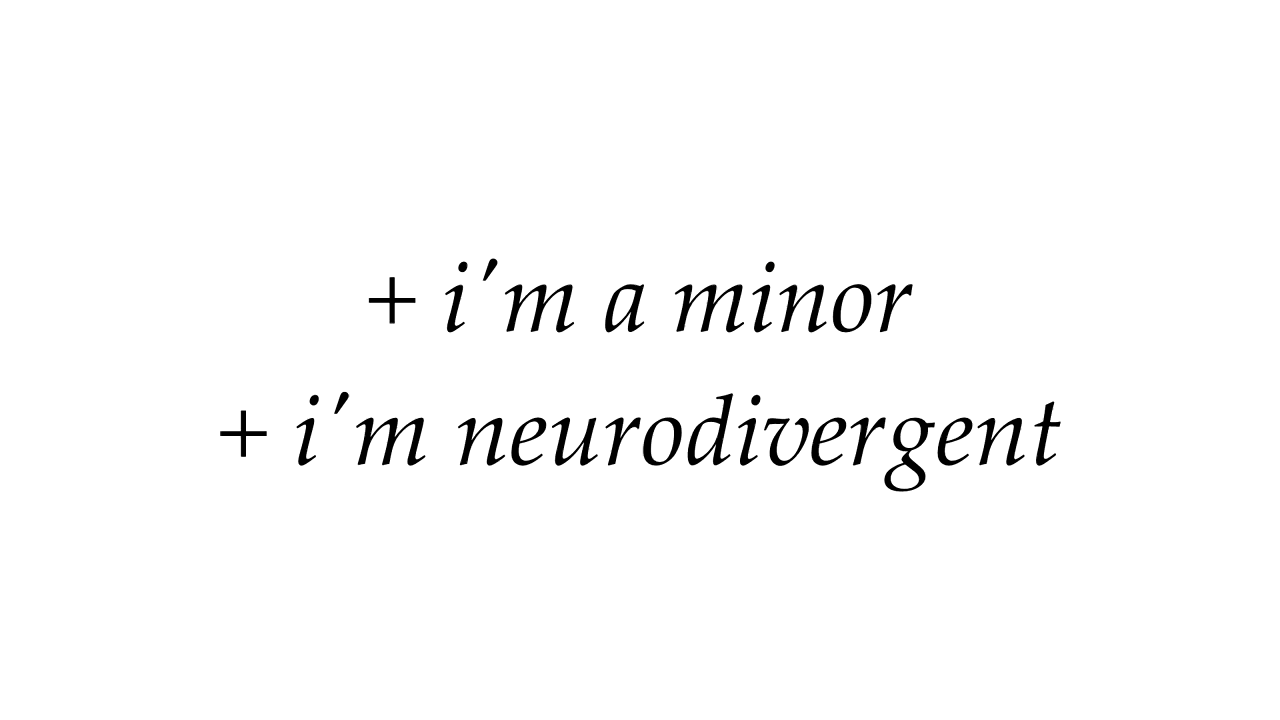 + i'm a minor
+ i'm neurodivergent